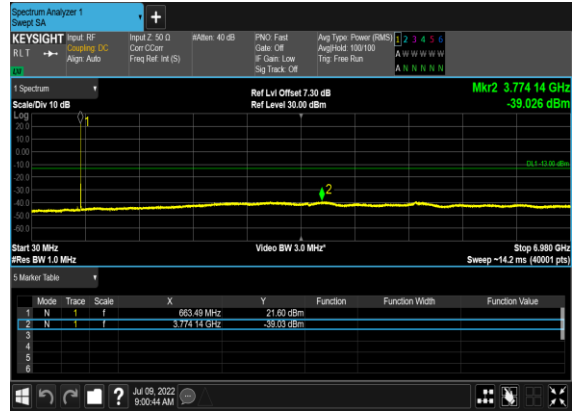 Spectrum Analyzer 1
Swept SA
+
KEYSIGHT Input: RF Input Z: 50 Ω #Atten: 40 dB PNO: Fast Avg Type: Power (RMS) 1 2 3 4 5 6
RLT Coupling: DC Corr CCorr Gate: Off Avg|Hold: 100/100 A W W W W W
Align: Auto Freq Ref: Int (S) IF Gain: Low Trig: Free Run
Sig Track: Off A N N N N N
1 Spectrum Ref Lvl Offset 7.30 dB Mkr2 3.774 14 GHz
Scale/Div 10 dB Ref Level 30.00 dBm -39.026 dBm
Log
20.0
10.0
0.00
-10.0
-20.0
-30.0
-40.0
-50.0
-60.0
1
2
DL1 -13.00 dBm
Start 30 MHz Video BW 3.0 MHz* Stop 6.980 GHz
#Res BW 1.0 MHz Sweep ~14.2 ms (40001 pts)
5 Marker Table
Mode Trace Scale X Y Function Function Width Function Value
1 N 1 f 663.49 MHz 21.60 dBm
2 N 1 f 3.774 14 GHz -39.03 dBm
3
4
5
6
? Jul 09, 2022
9:00:44 AM